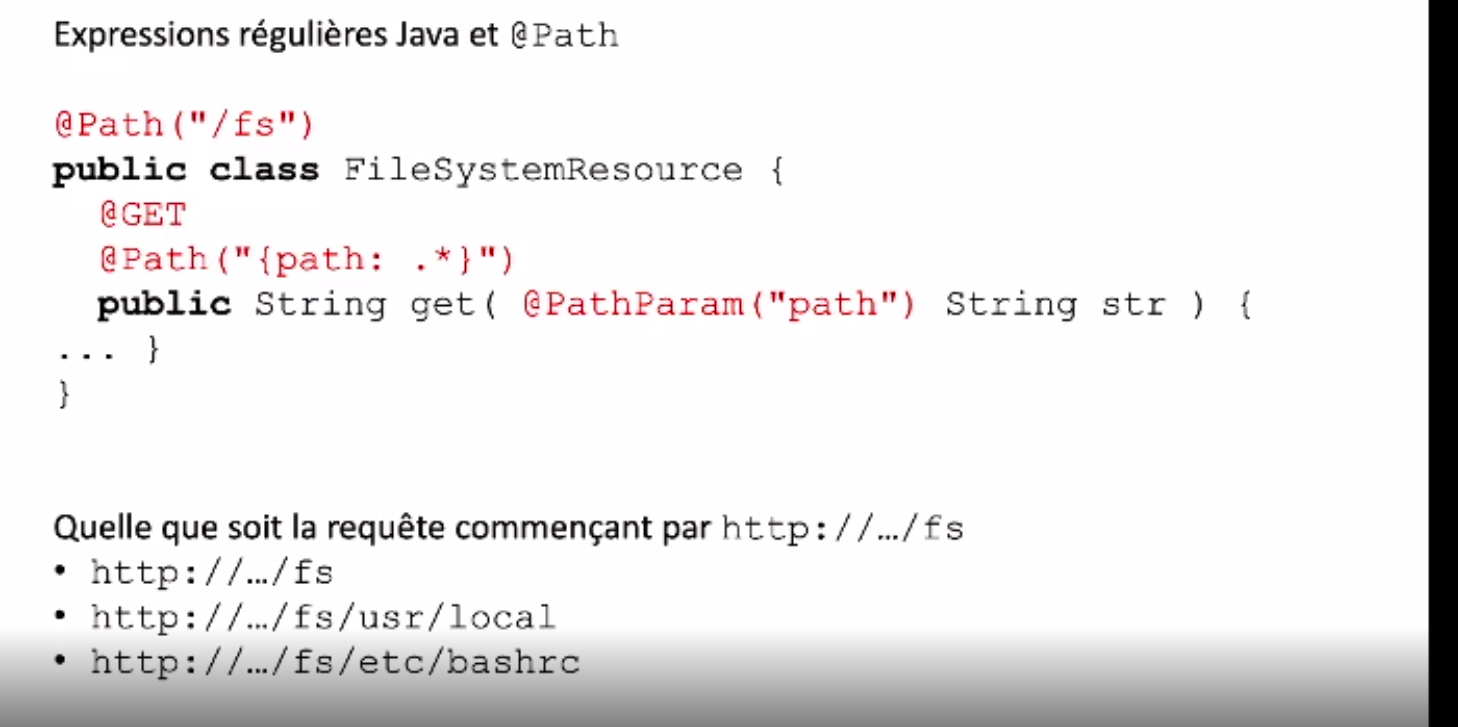 Expressions régulières Java et @Path
@Path("/fs")
public class FileSystemResource {
@GET
@Path("{path: .*}")
public String get( @PathParam("path") String str ) {
... }
}
Quelle que soit la requête commençant par http://…/fs
• http://…/fs
• http://…/fs/usr/local
• http://…/fs/etc/bashrc